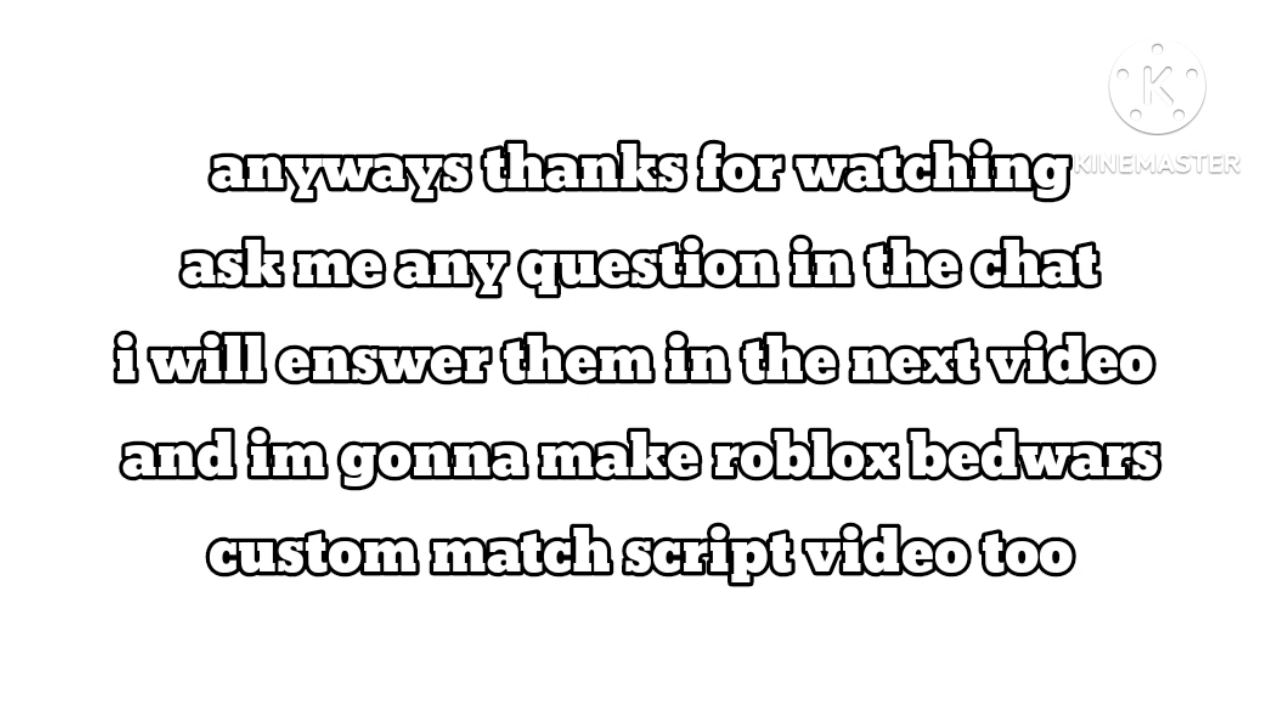 anyways thanks for watching
KINEMASTER
ask me any question in the chat
i will enswer them in the next video
and im gonna make roblox bedwars
custom match script video too